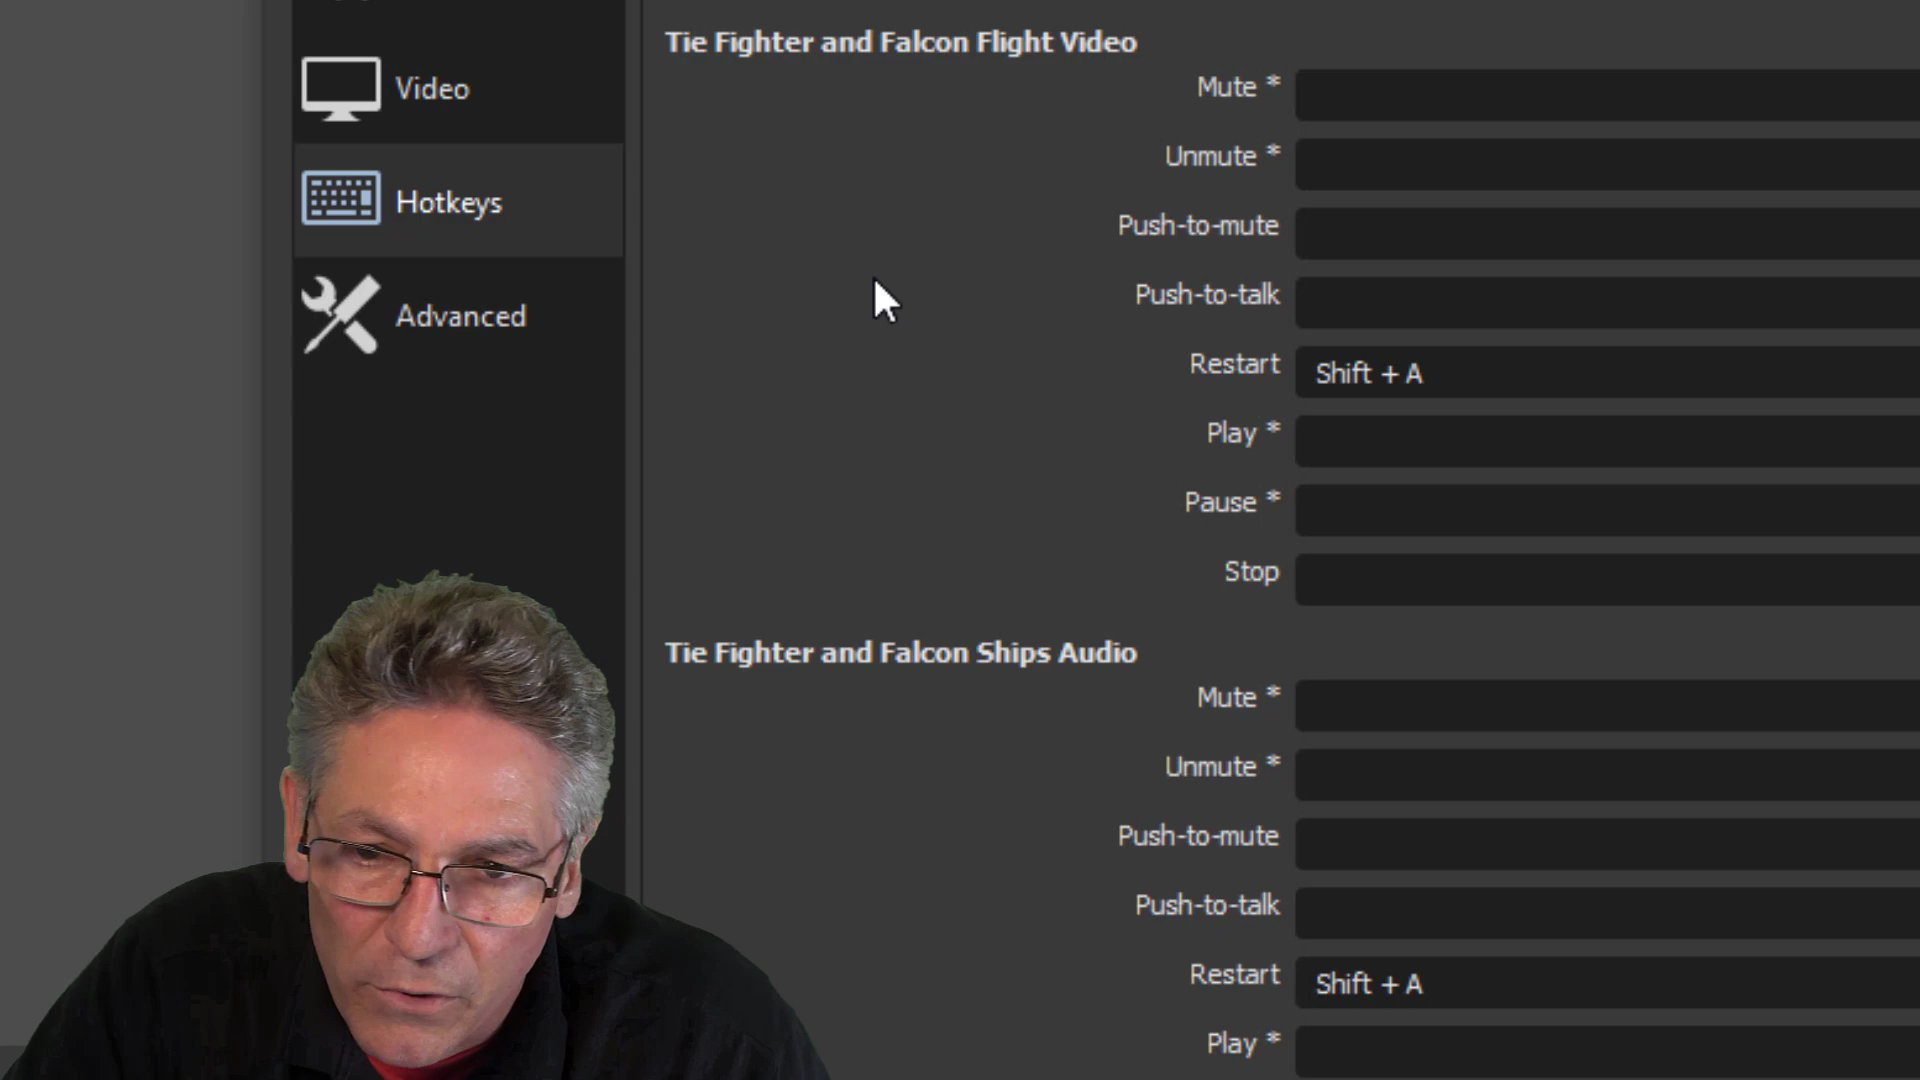 Tie Fighter and Falcon Flight Video
Video
Mute *
Unmute *
Hotkeys
Push-to-mute
Push-to-talk
Advanced
Restart Shift + A
Play *
Pause *
Stop
Tie Fighter and Falcon Ships Audio
Mute *
Unmute *
Push-to-mute
Push-to-talk
Restart Shift + A
Play *